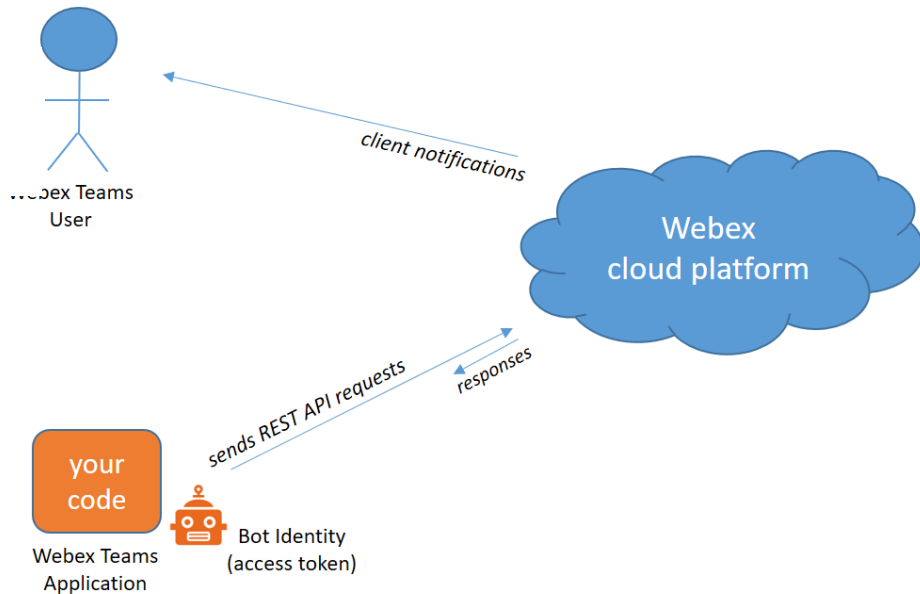 Webex Teams
User
client notifications
Webex
cloud platform
sends REST API requests
responses
your
code
Bot Identity
(access token)
Webex Teams
Application